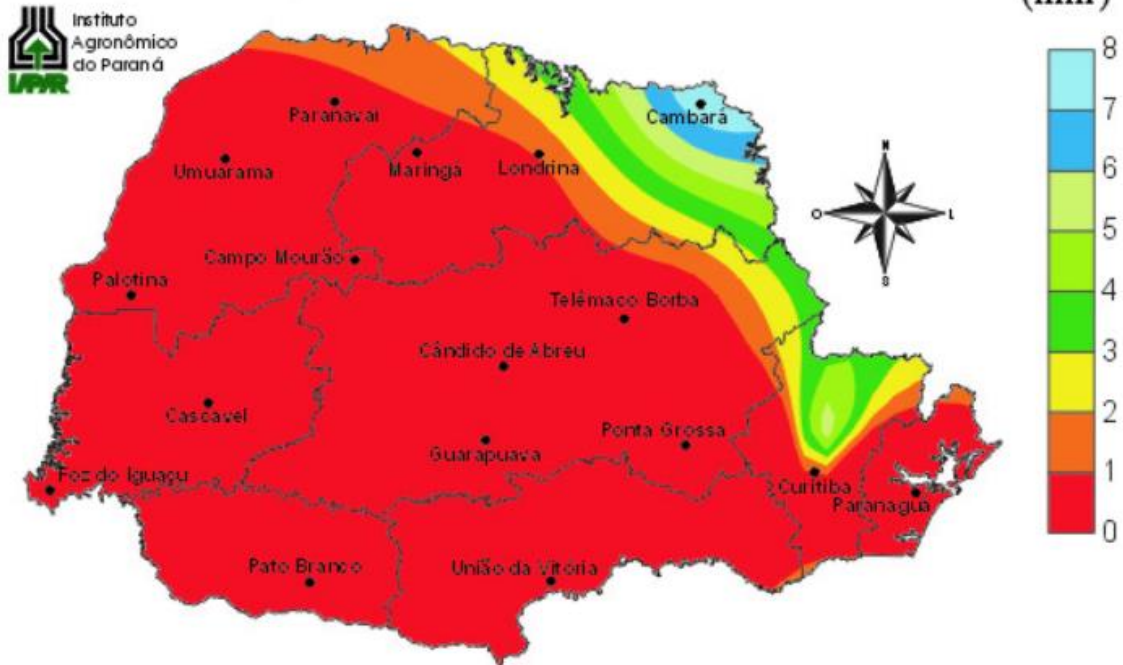 (mm)
Instituto
Agronômico
do Paraná
IAPAR
8
7
6
5
4
3
2
1
0
N
O
L
S
Cambará
Paranavaí
Umuarama
Maringá
Londrina
Campo Mourão
Palotina
Telêmaco Borba
Cândido de Abreu
Cascavel
Guarapuava
Ponta Grossa
Foz do Iguaçu
Curitiba
Paranaguá
Pato Branco
União da Vitória